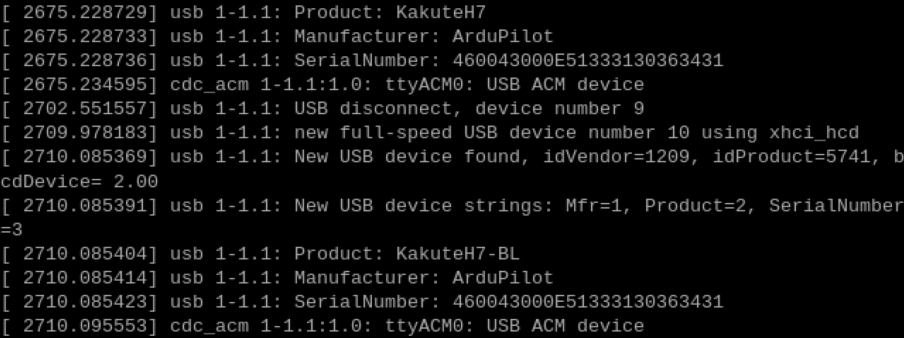 [ 2675.228729] usb 1-1.1: Product: KakuteH7
[ 2675.228733] usb 1-1.1: Manufacturer: ArduPilot
[ 2675.228736] usb 1-1.1: SerialNumber: 460043000E51333130363431
[ 2675.234595] cdc_acm 1-1.1:1.0: ttyACM0: USB ACM device
[ 2702.551557] usb 1-1.1: USB disconnect, device number 9
[ 2709.978183] usb 1-1.1: new full-speed USB device number 10 using xhci_hcd
[ 2710.085369] usb 1-1.1: New USB device found, idVendor=1209, idProduct=5741, b
cdDevice= 2.00
[ 2710.085391] usb 1-1.1: New USB device strings: Mfr=1, Product=2, SerialNumber
=3
[ 2710.085404] usb 1-1.1: Product: KakuteH7-BL
[ 2710.085414] usb 1-1.1: Manufacturer: ArduPilot
[ 2710.085423] usb 1-1.1: SerialNumber: 460043000E51333130363431
[ 2710.095553] cdc_acm 1-1.1:1.0: ttyACM0: USB ACM device